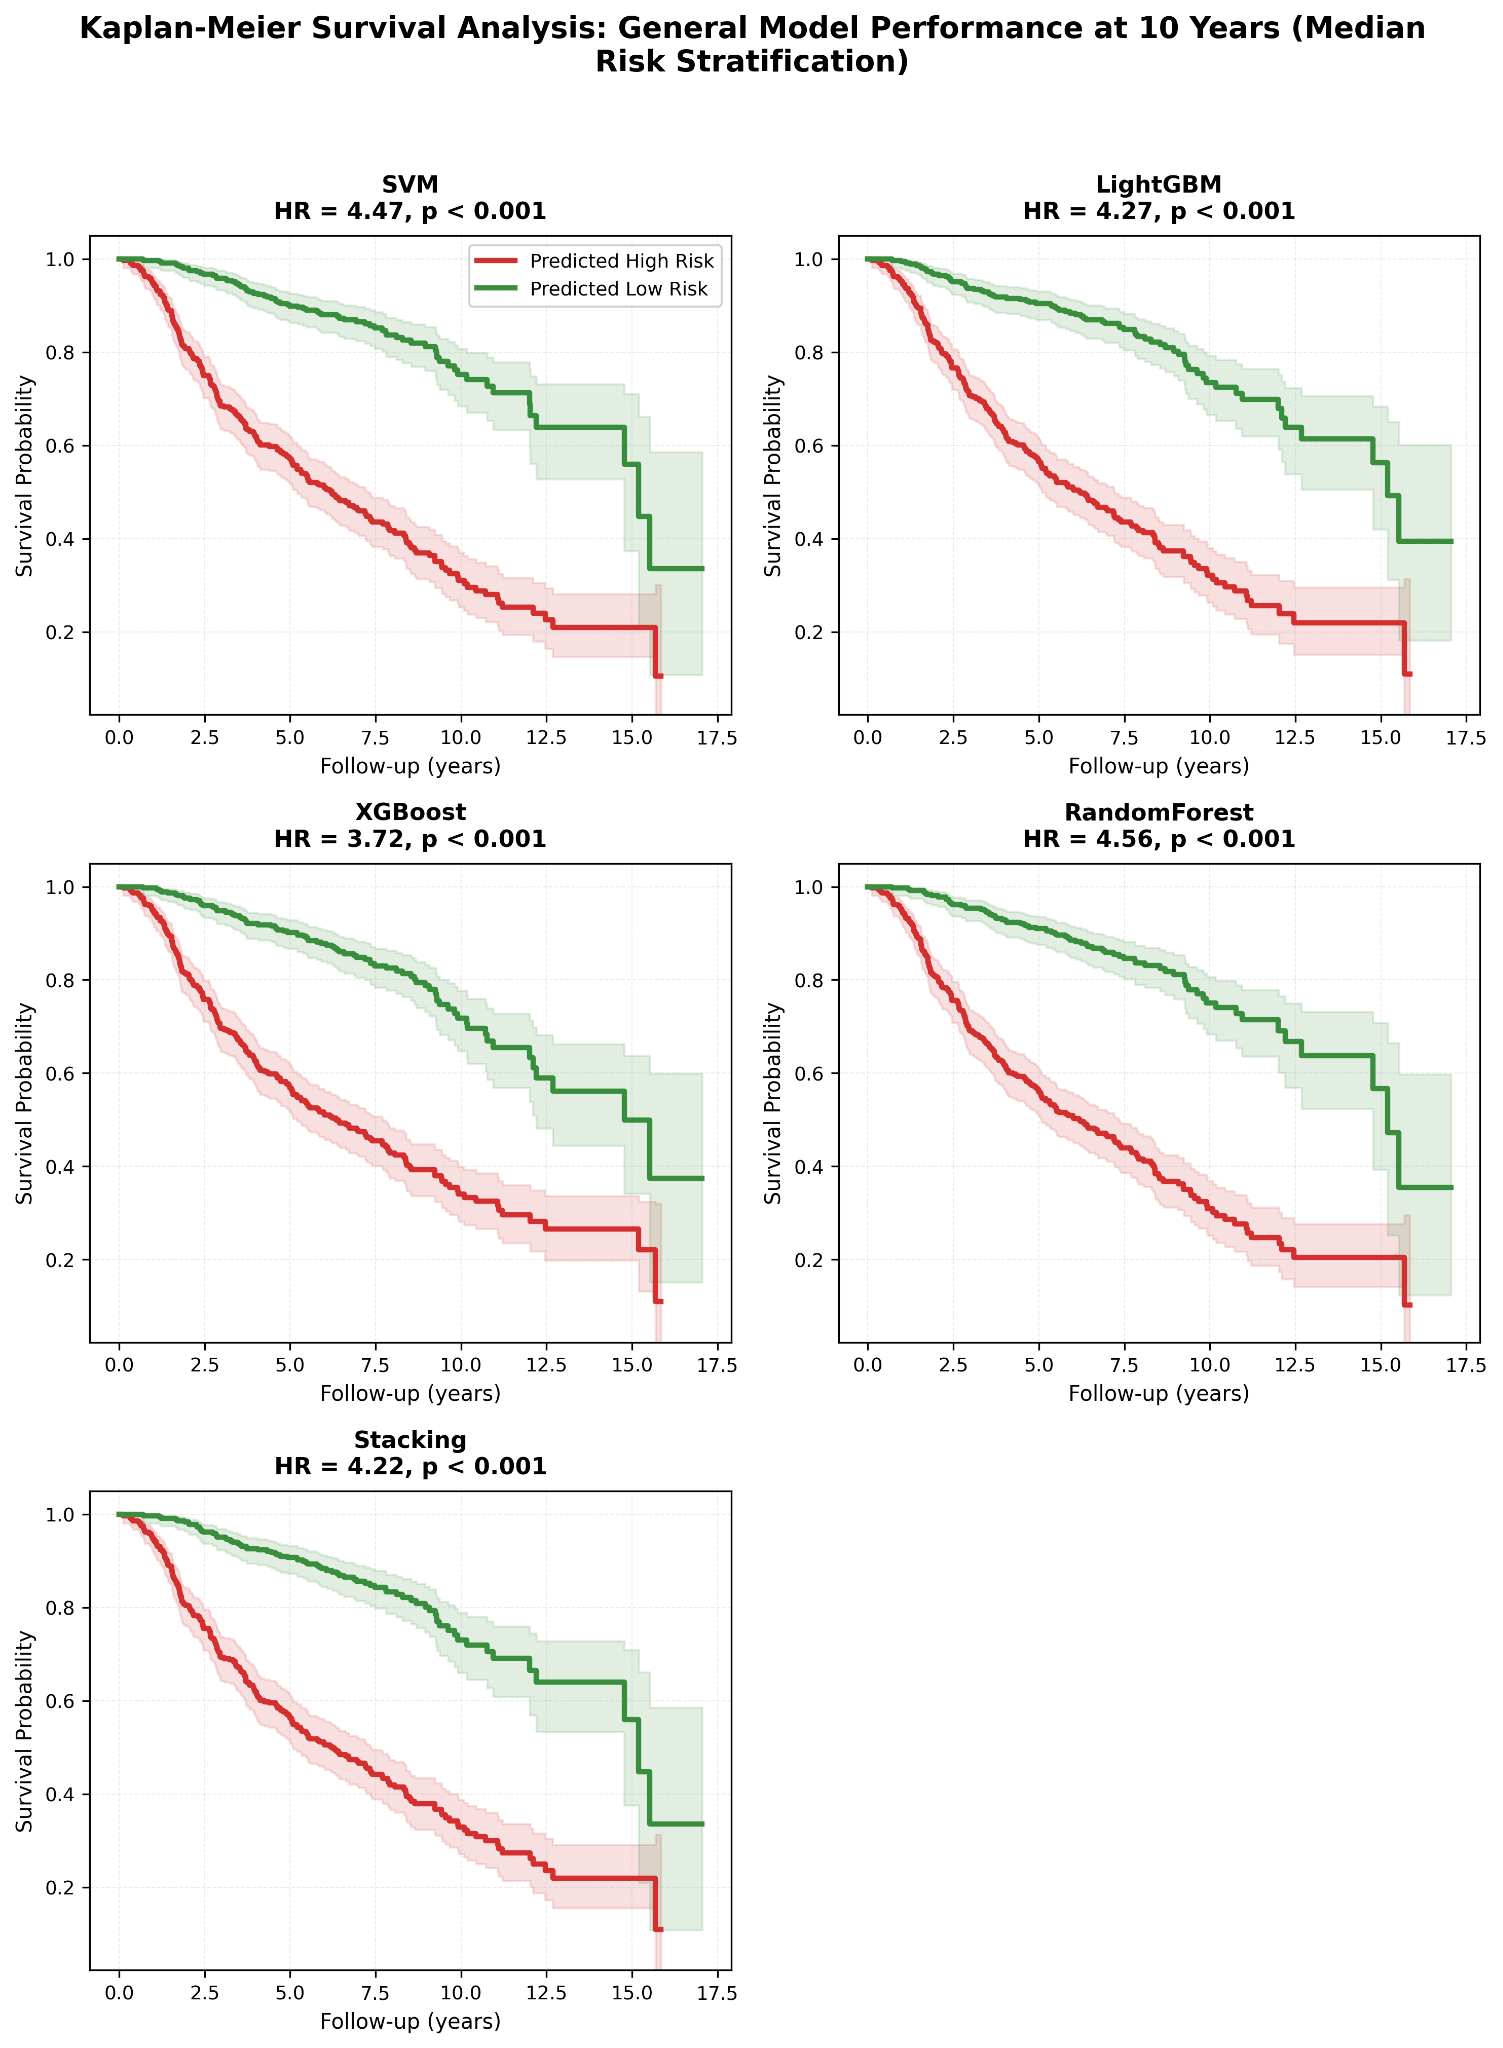 Kaplan-Meier Survival Analysis: General Model Performance at 10 Years (Median
Risk Stratification)
SVM
HR = 4.47, p < 0.001
Predicted High Risk
Predicted Low Risk
1.0
0.8
0.6
0.4
0.2
Survival Probability
0.0 2.5 5.0 7.5 10.0 12.5 15.0 17.5
Follow-up (years)
LightGBM
HR = 4.27, p < 0.001
1.0
0.8
0.6
0.4
0.2
Survival Probability
0.0 2.5 5.0 7.5 10.0 12.5 15.0 17.5
Follow-up (years)
XGBoost
HR = 3.72, p < 0.001
1.0
0.8
0.6
0.4
0.2
Survival Probability
0.0 2.5 5.0 7.5 10.0 12.5 15.0 17.5
Follow-up (years)
RandomForest
HR = 4.56, p < 0.001
1.0
0.8
0.6
0.4
0.2
Survival Probability
0.0 2.5 5.0 7.5 10.0 12.5 15.0 17.5
Follow-up (years)
Stacking
HR = 4.22, p < 0.001
1.0
0.8
0.6
0.4
0.2
Survival Probability
0.0 2.5 5.0 7.5 10.0 12.5 15.0 17.5
Follow-up (years)